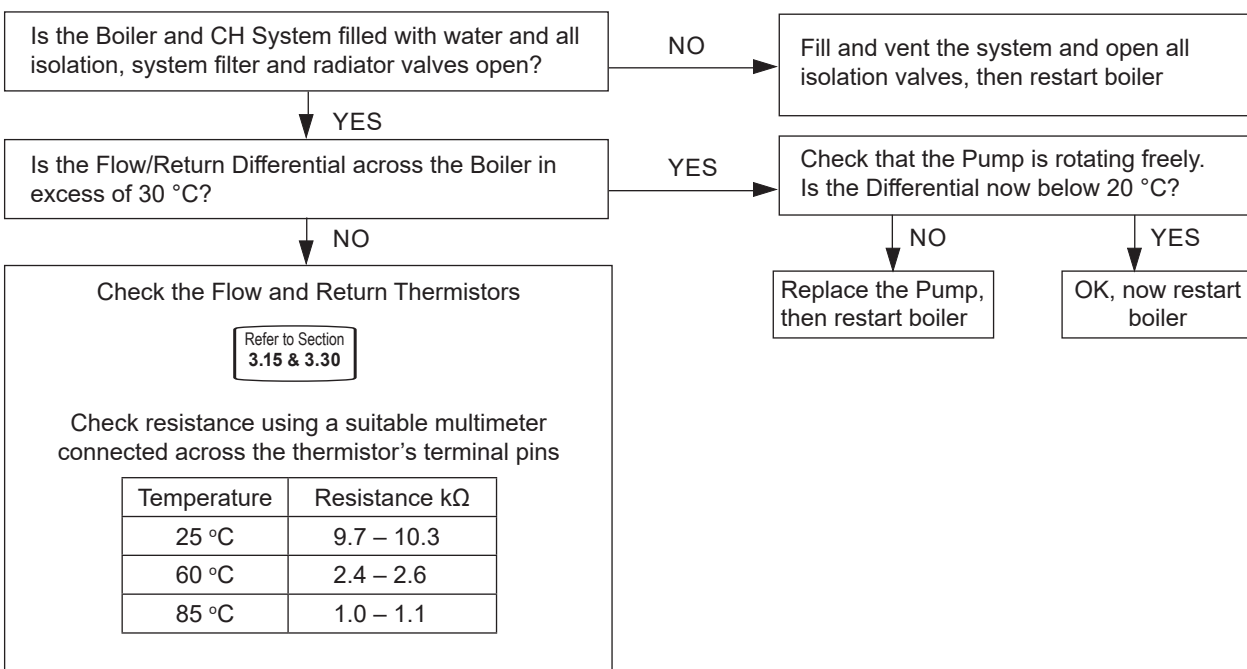 Is the Boiler and CH System filled with water and all
isolation, system filter and radiator valves open?
NO
Fill and vent the system and open all
isolation valves, then restart boiler
YES
Is the Flow/Return Differential across the Boiler in
excess of 30 °C?
YES
Check that the Pump is rotating freely.
Is the Differential now below 20 °C?
NO
NO
YES
Replace the Pump,
then restart boiler
OK, now restart
boiler
Check the Flow and Return Thermistors
Refer to Section
3.15 & 3.30
Check resistance using a suitable multimeter
connected across the thermistor’s terminal pins
Temperature Resistance kΩ
25 °C 9.7 – 10.3
60 °C 2.4 – 2.6
85 °C 1.0 – 1.1